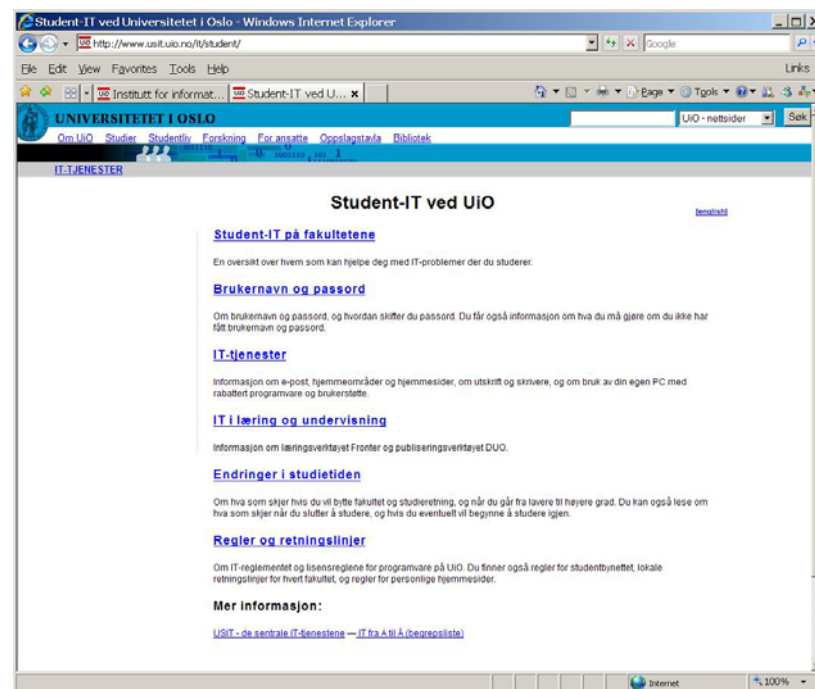 Student-IT ved Universitetet i Oslo - Windows Internet Explorer
http://www.usit.uio.no/it/student/
Google
File Edit View Favorites Tools Help
Links
Institutt for informat...
Student-IT ved U...
Page
Tools
UNIVERSITETET I OSLO
UiO - nettsider
Søk
Om UiO Studier Studentliv Forskning For ansatte Oppslagstavla Bibliotek
IT-TJENESTER
Student-IT ved UiO
[english]
Student-IT på fakultetene
En oversikt over hvem som kan hjelpe deg med IT-problemer der du studerer.
Brukernavn og passord
Om brukernavn og passord, og hvordan skifter du passord. Du får også informasjon om hva du må gjøre om du ikke har
fått brukernavn og passord.
IT-tjenester
Informasjon om e-post, hjemmeområder og hjemmesider, om utskrift og skrivere, og om bruk av din egen PC med
rabattert programvare og brukerstøtte.
IT i læring og undervisning
Informasjon om læringsverktøyet Fronter og publiseringsverktøyet DUO.
Endringer i studietiden
Om hva som skjer hvis du vil bytte fakultet og studieretning, og når du går fra lavere til høyere grad. Du kan også lese om
hva som skjer når du slutter å studere, og hvis du eventuelt vil begynne å studere igjen.
Regler og retningslinjer
Om IT-reglementet og lisensreglene for programvare på UiO. Du finner også regler for studentbynettet, lokale
retningslinjer for hvert fakultet, og regler for personlige hjemmesider.
Mer informasjon:
USIT - de sentrale IT-tjenestene — IT fra A til Å (begrepsliste)
Internet
100%